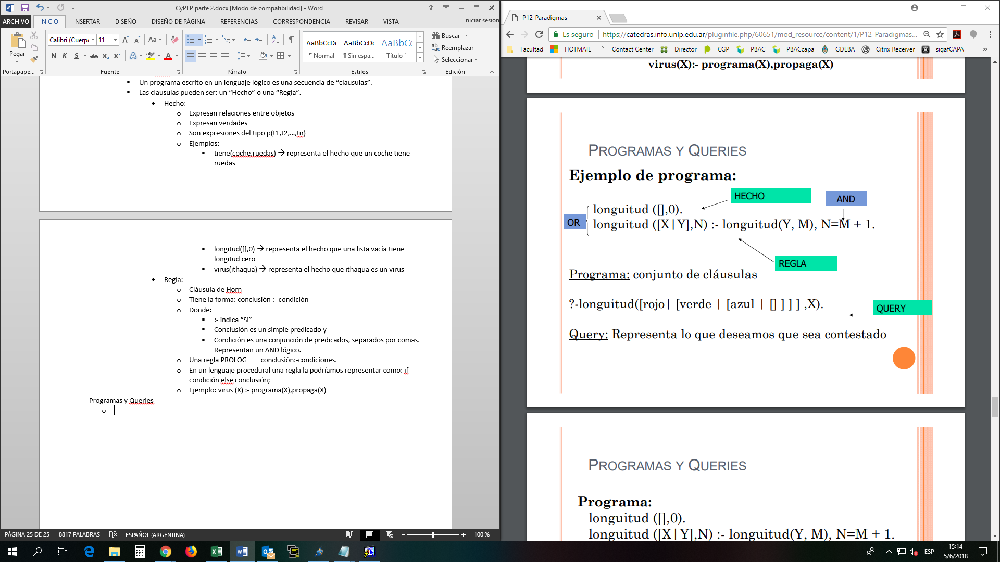 CyPLP parte 2.docx [Modo de compatibilidad] - Word
ARCHIVO
INICIO
INSERTAR
DISEÑO
DISEÑO DE PÁGINA
REFERENCIAS
CORRESPONDENCIA
REVISAR
VISTA
Iniciar sesión
Pegar
Calibri (Cuerpo
11
Portapape...
Fuente
Párrafo
AaBbCcDc
AaBbCcDc
AaBbCc
¶ Normal
¶ Sin espa...
Título 1
Estilos
Buscar
Reemplazar
Seleccionar
Edición
Un programa escrito en un lenguaje lógico es una secuencia de “clausulas”.
Las clausulas pueden ser: un “Hecho” o una “Regla”.
Hecho:
Expresan relaciones entre objetos
Expresan verdades
Son expresiones del tipo p(t1,t2,…,tn)
Ejemplos:
tiene(coche,ruedas) → representa el hecho que un coche tiene
ruedas
longitud([],0) → representa el hecho que una lista vacía tiene
longitud cero
virus(ithaqua) → representa el hecho que ithaqua es un virus
Regla:
Cláusula de Horn
Tiene la forma: conclusión :- condición
Donde:
:- indica “Si”
Conclusión es un simple predicado y
Condición es una conjunción de predicados, separados por comas.
Representan un AND lógico.
Una regla PROLOG conclusión:-condiciones.
En un lenguaje procedural una regla la podríamos representar como: if
condición else conclusión;
Ejemplo: virus (X) :- programa(X),propaga(X)
- Programas y Queries
PÁGINA 25 DE 25
8817 PALABRAS
ESPAÑOL (ARGENTINA)
100 %
P12-Paradigmas
Es seguro
https://catedras.info.unlp.edu.ar/pluginfile.php/60651/mod_resource/content/1/P12-Paradigmas...
Facultad
HOTMAIL
Contact Center
Director
CGP
PBAC
PBACcapa
GDEBA
Citrix Receiver
sigafCAPA
»
virus(X):- programa(X),propaga(X)
PROGRAMAS Y QUERIES
Ejemplo de programa:
HECHO
AND
OR
longuitud ([],0).
longuitud ([X|Y],N) :- longuitud(Y, M), N=M + 1.
REGLA
Programa: conjunto de cláusulas
?-longuitud([rojo| [verde | [azul | [] ] ] ] ,X).
QUERY
Query: Representa lo que deseamos que sea contestado
PROGRAMAS Y QUERIES
Programa:
longuitud ([],0).
longuitud ([X|Y],N) :- longuitud(Y, M), N=M + 1.
ESP
15:14
5/6/2018